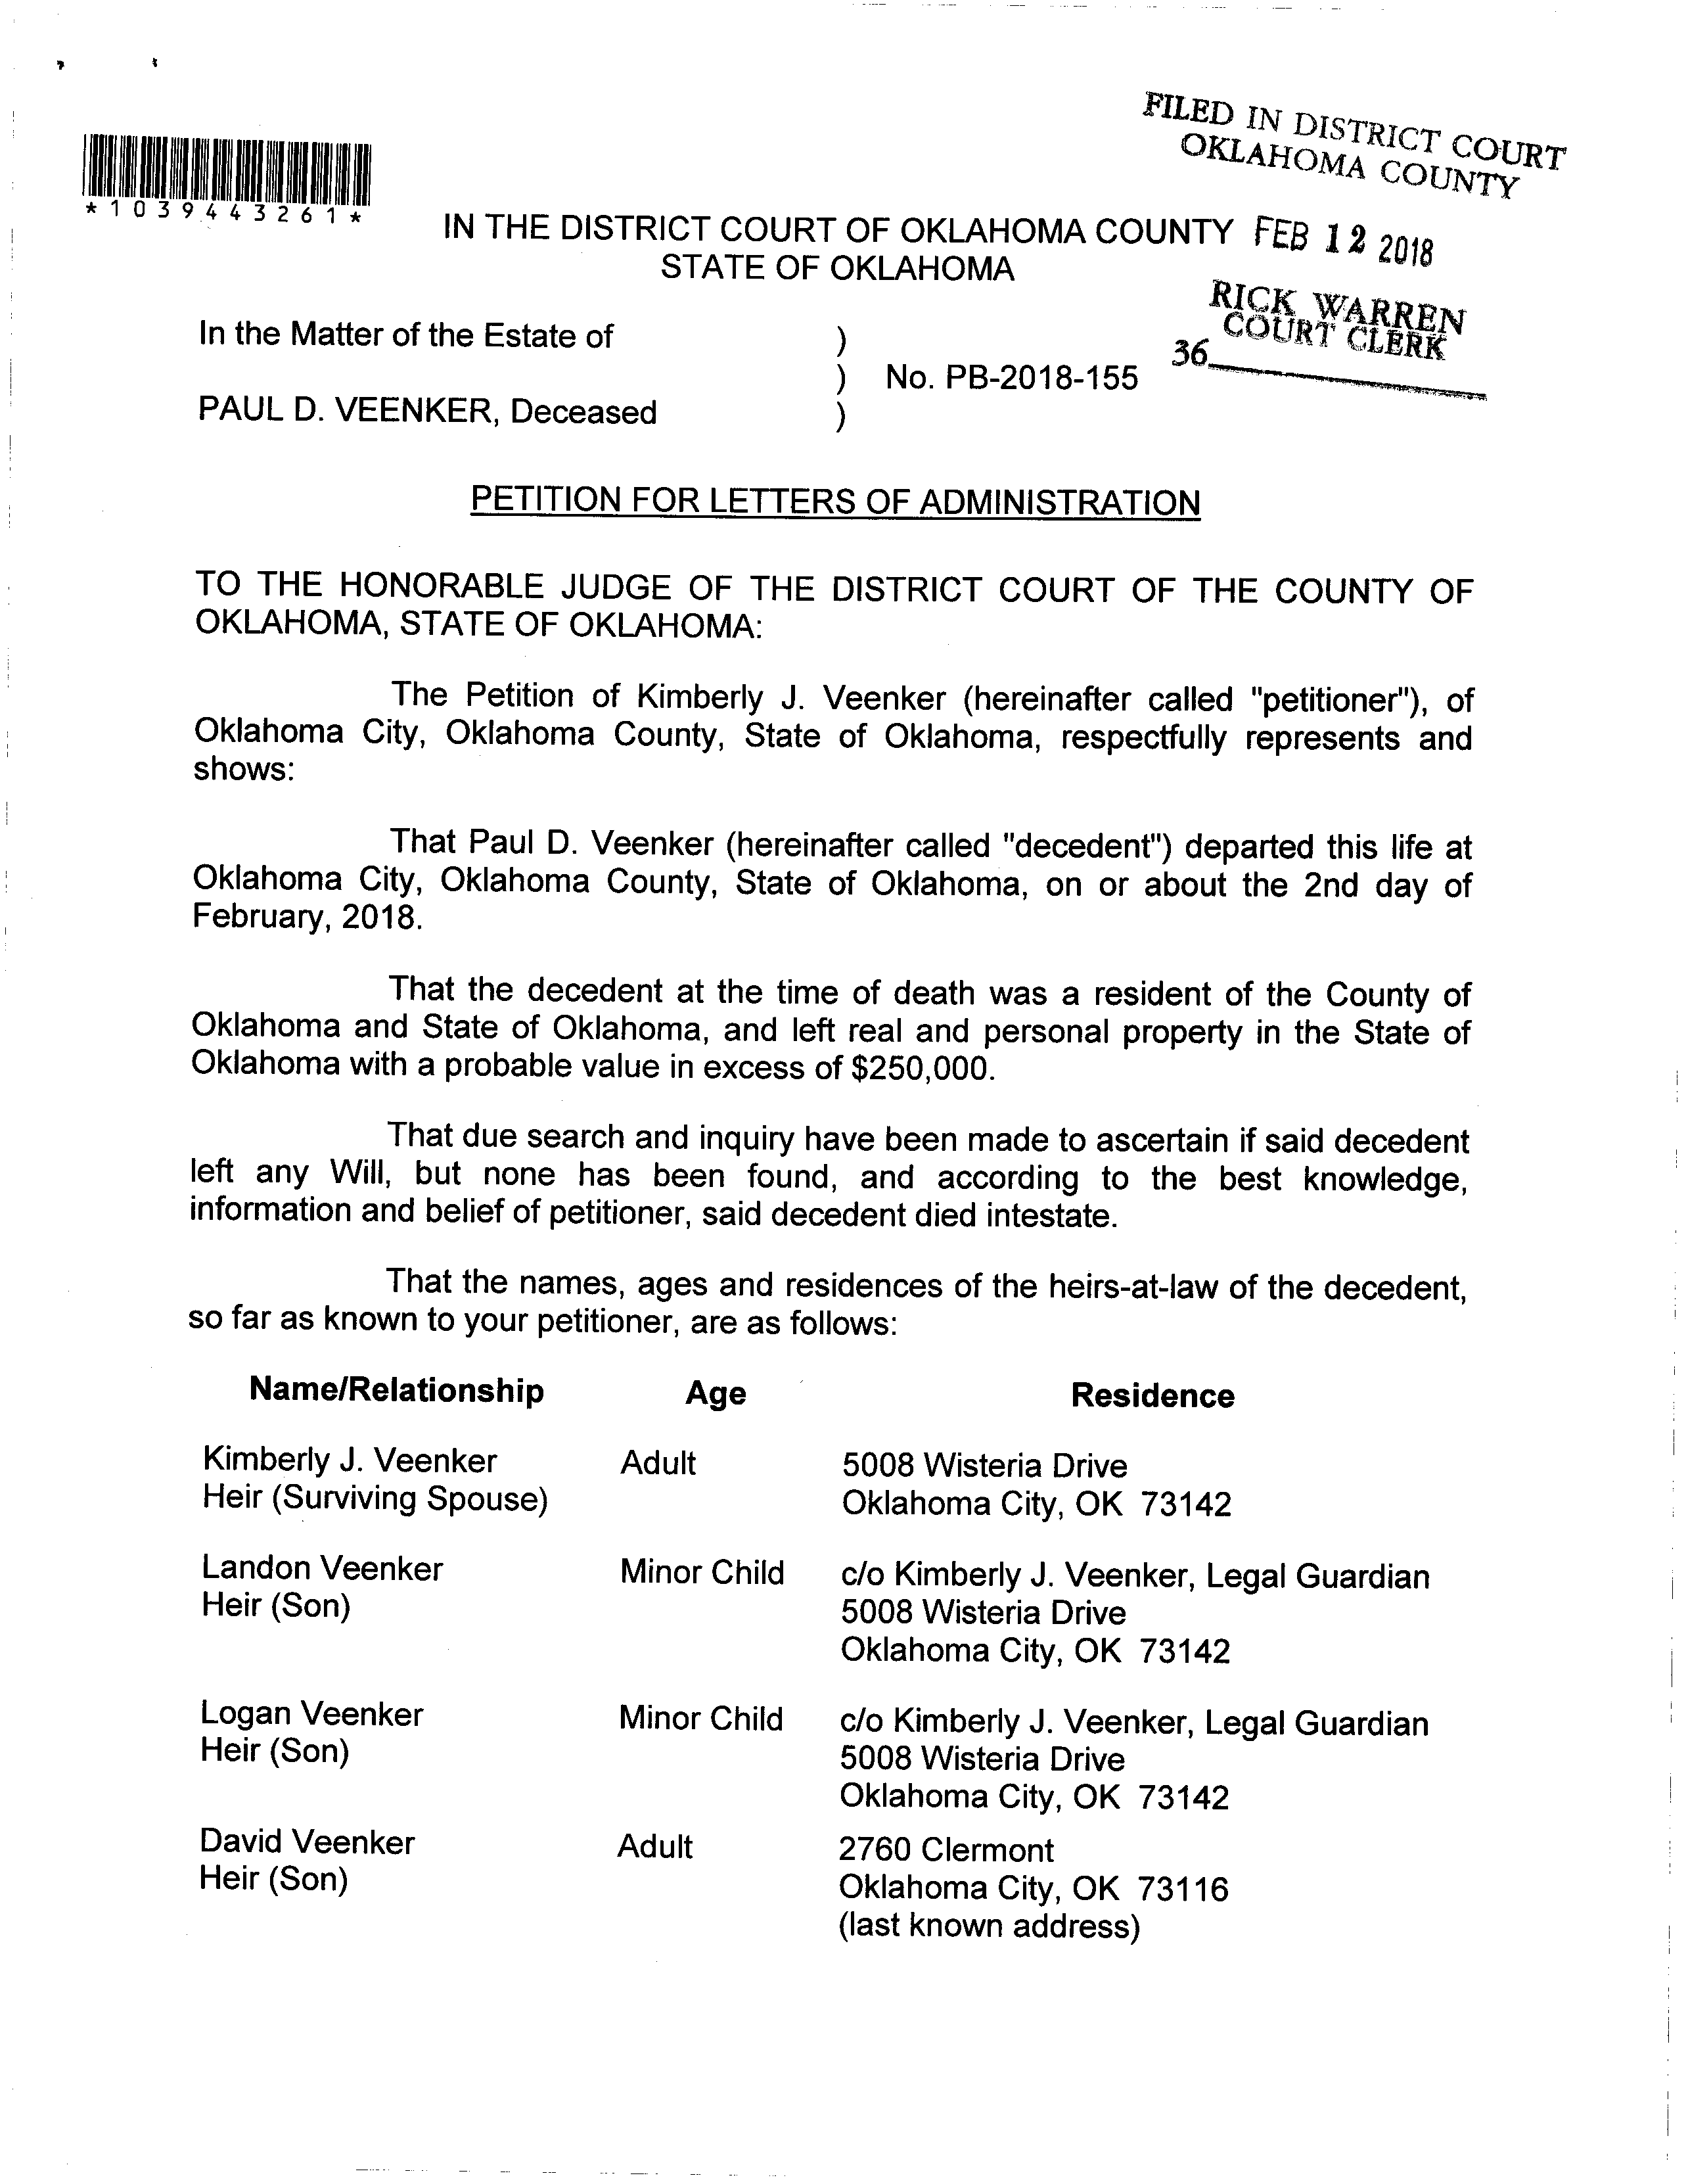 FILED IN DISTRICT COURT
OKLAHOMA COUNTY
*1039443261*
IN THE DISTRICT COURT OF OKLAHOMA COUNTY FEB 12 2018
STATE OF OKLAHOMA
RICK WARREN
COURT CLERK
36
In the Matter of the Estate of )
) No. PB-2018-155
PAUL D. VEENKER, Deceased )
PETITION FOR LETTERS OF ADMINISTRATION
TO THE HONORABLE JUDGE OF THE DISTRICT COURT OF THE COUNTY OF
OKLAHOMA, STATE OF OKLAHOMA:
The Petition of Kimberly J. Veenker (hereinafter called "petitioner"), of
Oklahoma City, Oklahoma County, State of Oklahoma, respectfully represents and
shows:
That Paul D. Veenker (hereinafter called "decedent") departed this life at
Oklahoma City, Oklahoma County, State of Oklahoma, on or about the 2nd day of
February, 2018.
That the decedent at the time of death was a resident of the County of
Oklahoma and State of Oklahoma, and left real and personal property in the State of
Oklahoma with a probable value in excess of $250,000.
That due search and inquiry have been made to ascertain if said decedent
left any Will, but none has been found, and according to the best knowledge,
information and belief of petitioner, said decedent died intestate.
That the names, ages and residences of the heirs-at-law of the decedent,
so far as known to your petitioner, are as follows:
Name/Relationship Age Residence
Kimberly J. Veenker Adult 5008 Wisteria Drive
Heir (Surviving Spouse) Oklahoma City, OK 73142
Landon Veenker Minor Child c/o Kimberly J. Veenker, Legal Guardian
Heir (Son) 5008 Wisteria Drive
Oklahoma City, OK 73142
Logan Veenker Minor Child c/o Kimberly J. Veenker, Legal Guardian
Heir (Son) 5008 Wisteria Drive
Oklahoma City, OK 73142
David Veenker Adult 2760 Clermont
Heir (Son) Oklahoma City, OK 73116
(last known address)